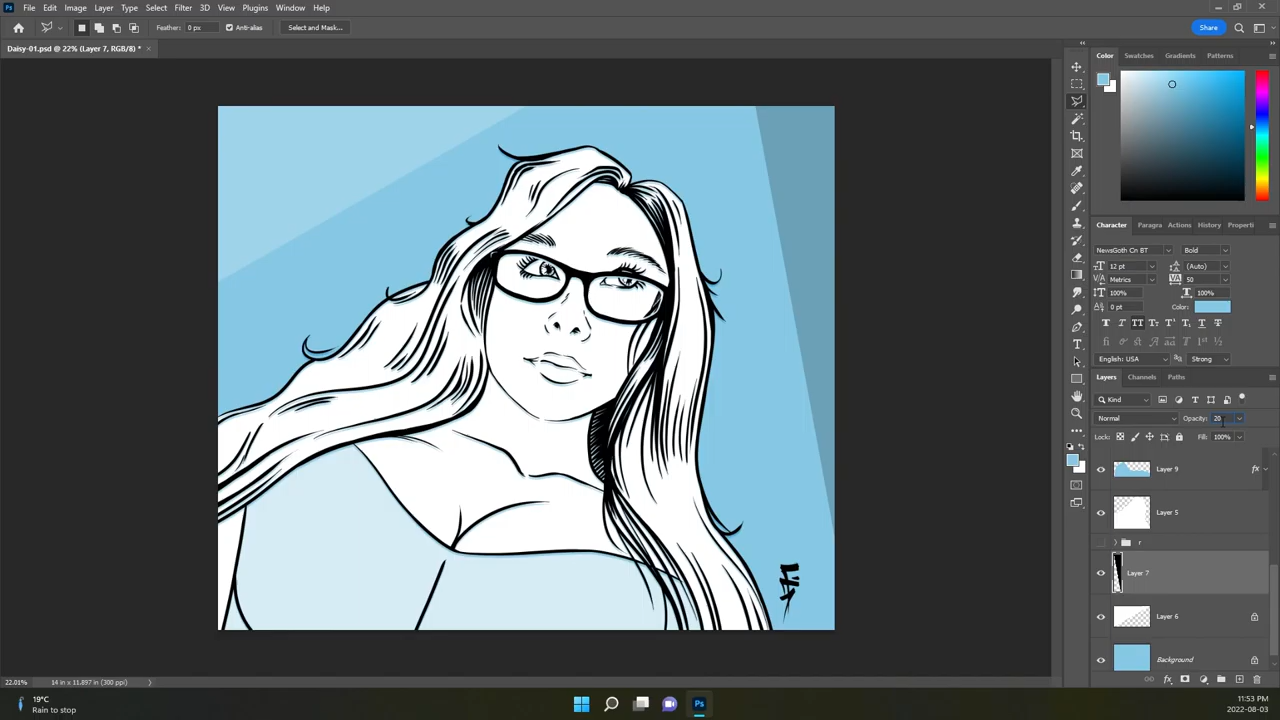 Ps File Edit Image Layer Type Select Filter 3D View Plugins Window Help
Feather: 0 px Anti-alias Select and Mask... Share
Daisy-01.psd @ 22% (Layer 7, RGB/8) * ×
Color Swatches Gradients Patterns
Character Paragra Actions History Properti
NewsGoth Cn BT Bold
12 pt (Auto)
Metrics 50
100% 100%
0 pt Color:
English: USA Strong
Layers Channels Paths
Kind
Normal Opacity: 20
Lock: Fill: 100%
Layer 9 fx
Layer 5
r
Layer 7
Layer 6
Background
22.01% 14 in x 11.897 in (300 ppi)
19°C
Rain to stop
Ps
11:53 PM
2022-08-03